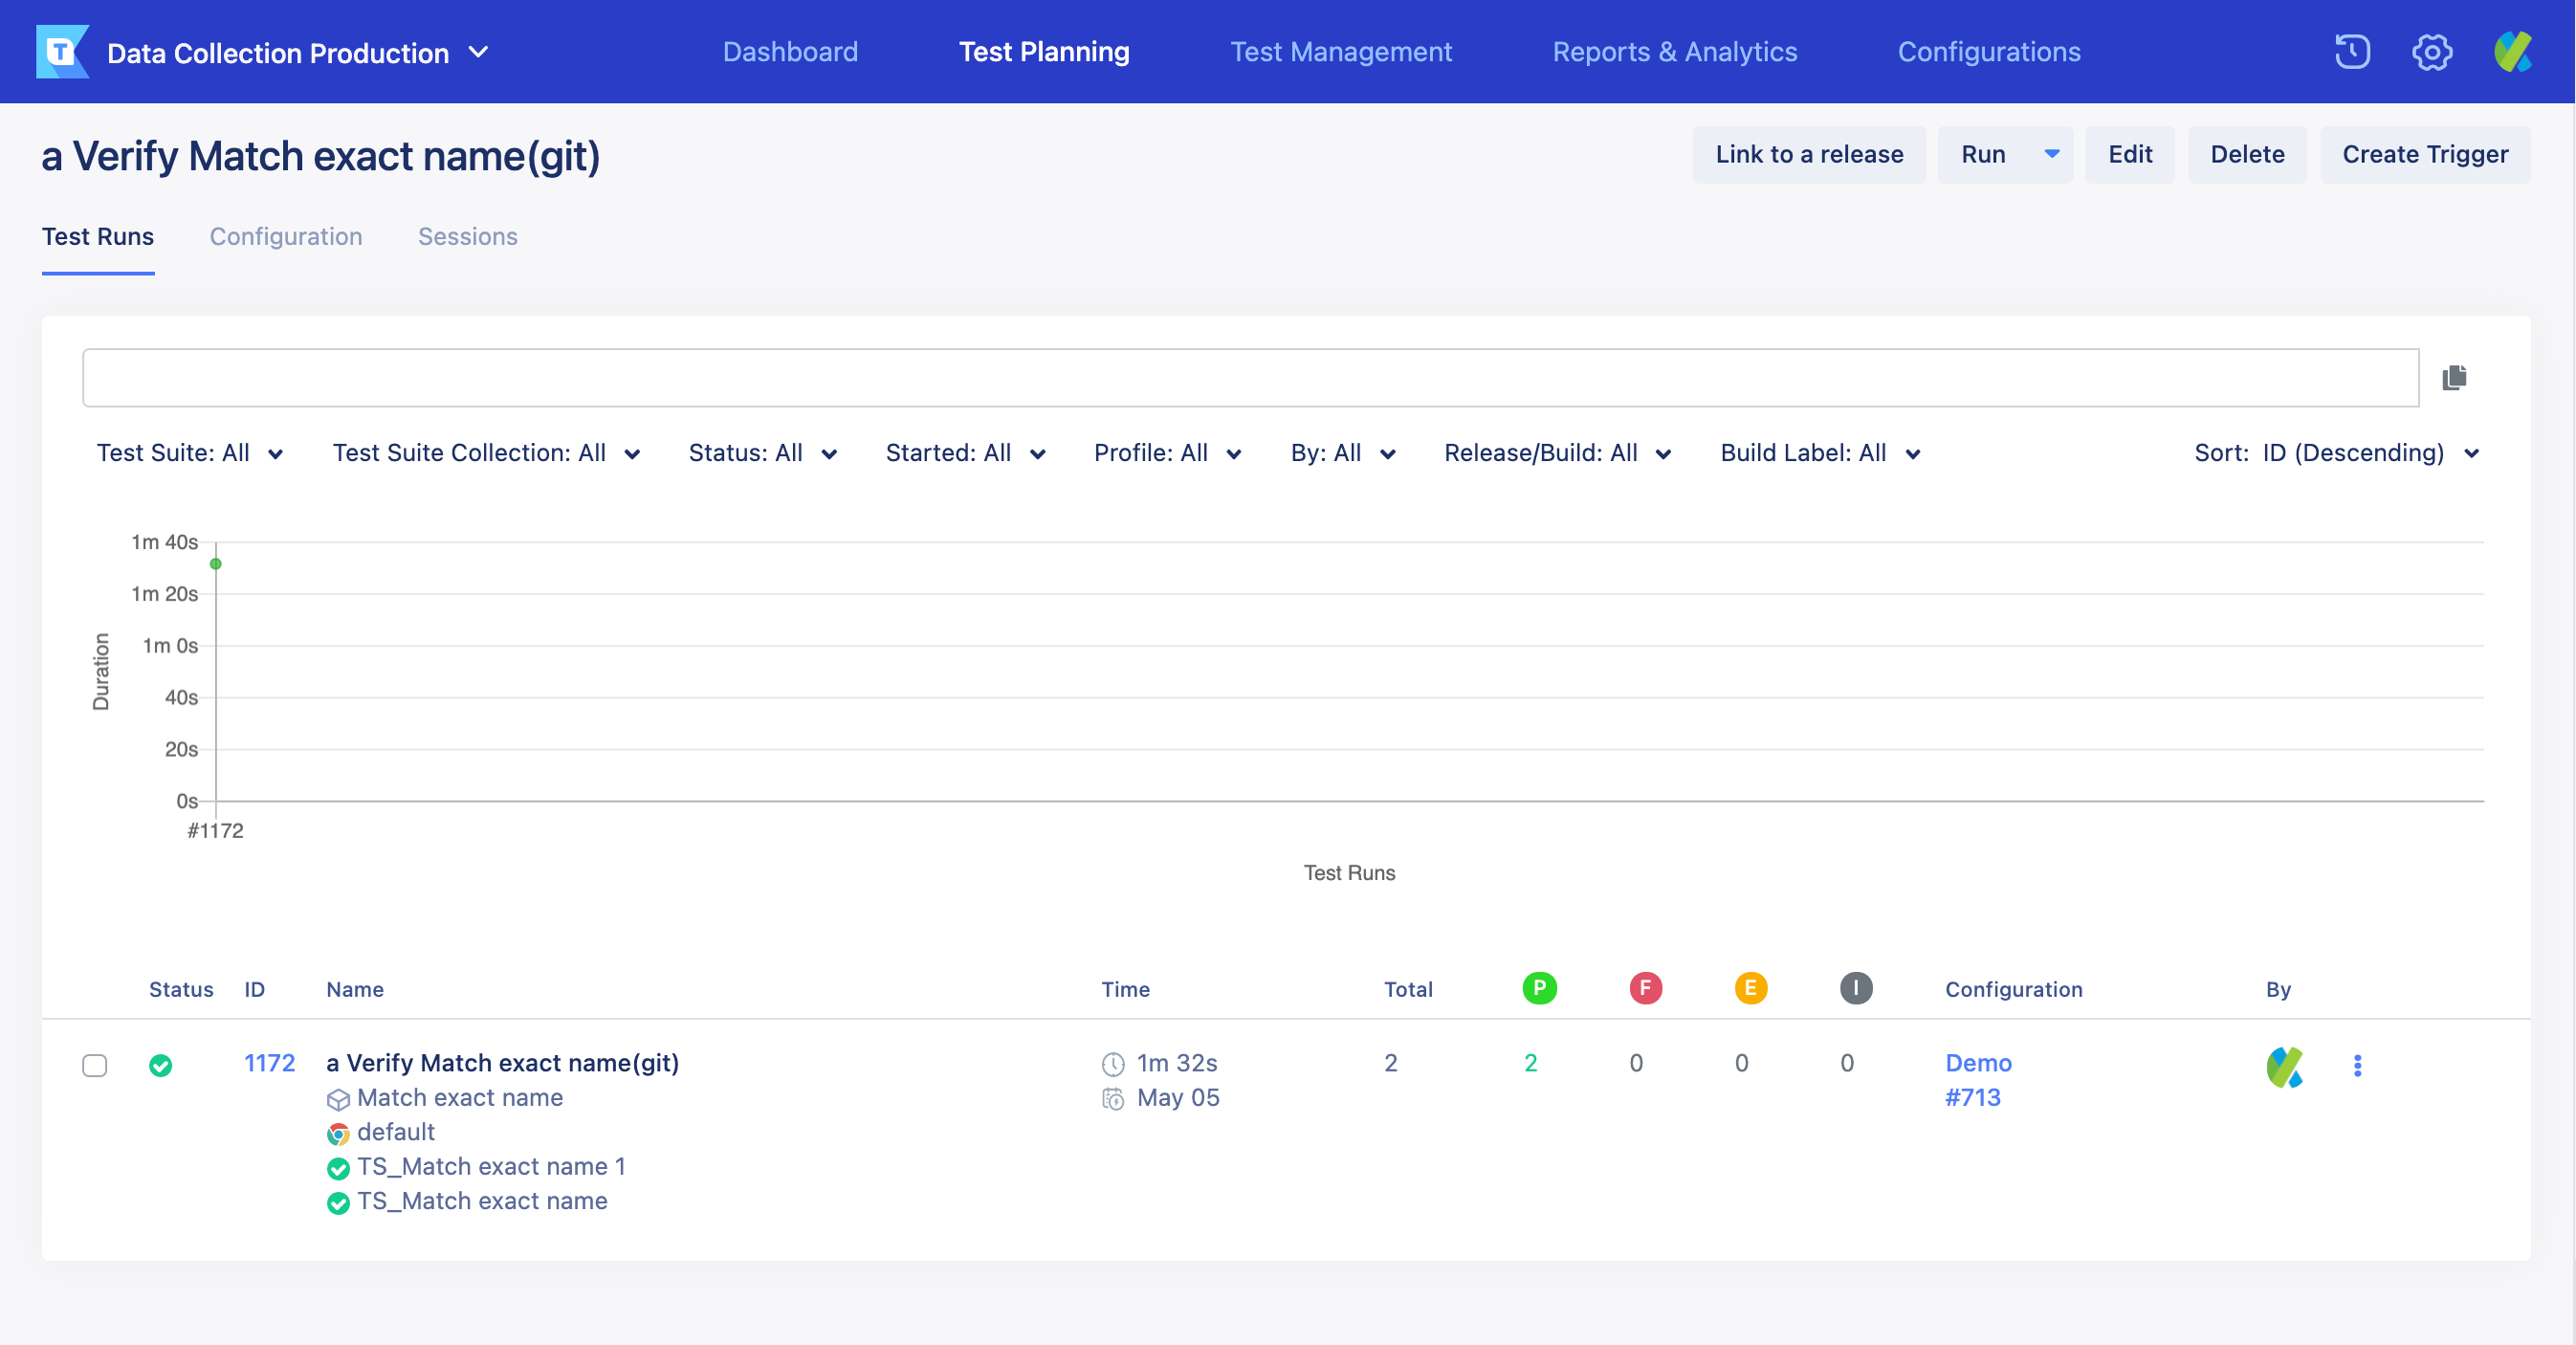 T Data Collection Production Dashboard Test Planning Test Management Reports & Analytics Configurations
a Verify Match exact name(git) Link to a release Run Edit Delete Create Trigger
Test Runs Configuration Sessions
Test Suite: All Test Suite Collection: All Status: All Started: All Profile: All By: All Release/Build: All Build Label: All Sort: ID (Descending)
Duration
1m 40s
1m 20s
1m 0s
40s
20s
0s
#1172
Test Runs
Status ID Name Time Total P F E I Configuration By
1172 a Verify Match exact name(git) 1m 32s 2 2 0 0 0 Demo
Match exact name May 05 #713
default
TS_Match exact name 1
TS_Match exact name